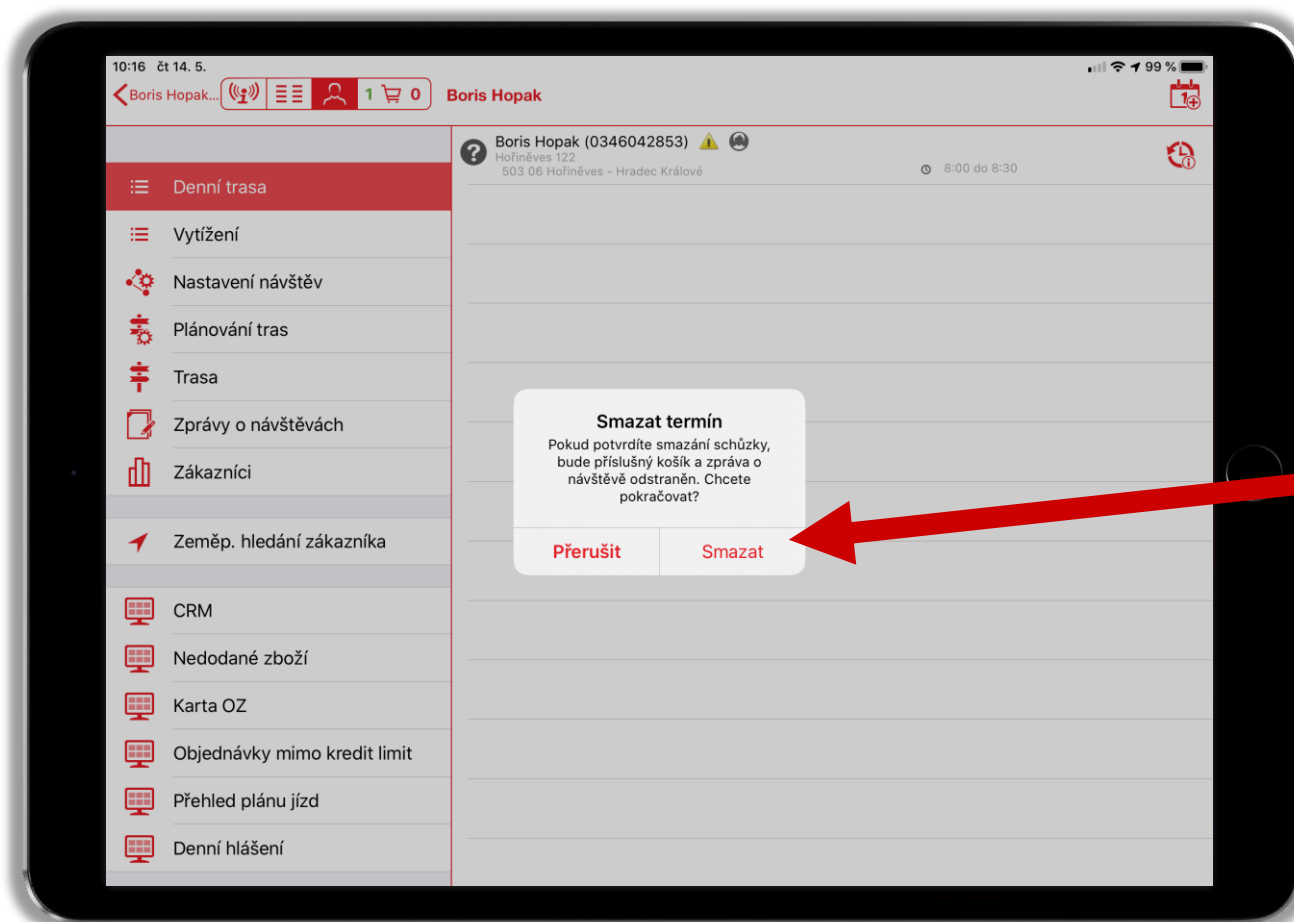 10:16 čt 14. 5.
99 %
Boris Hopak...
1 0
Boris Hopak
1
Boris Hopak (0346042853)
Hořiněves 122
503 06 Hořiněves - Hradec Králové
8:00 do 8:30
Denní trasa
Vytížení
Nastavení návštěv
Plánování tras
Trasa
Zprávy o návštěvách
Zákazníci
Zeměp. hledání zákazníka
CRM
Nedodané zboží
Karta OZ
Objednávky mimo kredit limit
Přehled plánu jízd
Denní hlášení
Smazat termín
Pokud potvrdíte smazání schůzky,
bude příslušný košík a zpráva o
návštěvě odstraněn. Chcete
pokračovat?
Přerušit Smazat